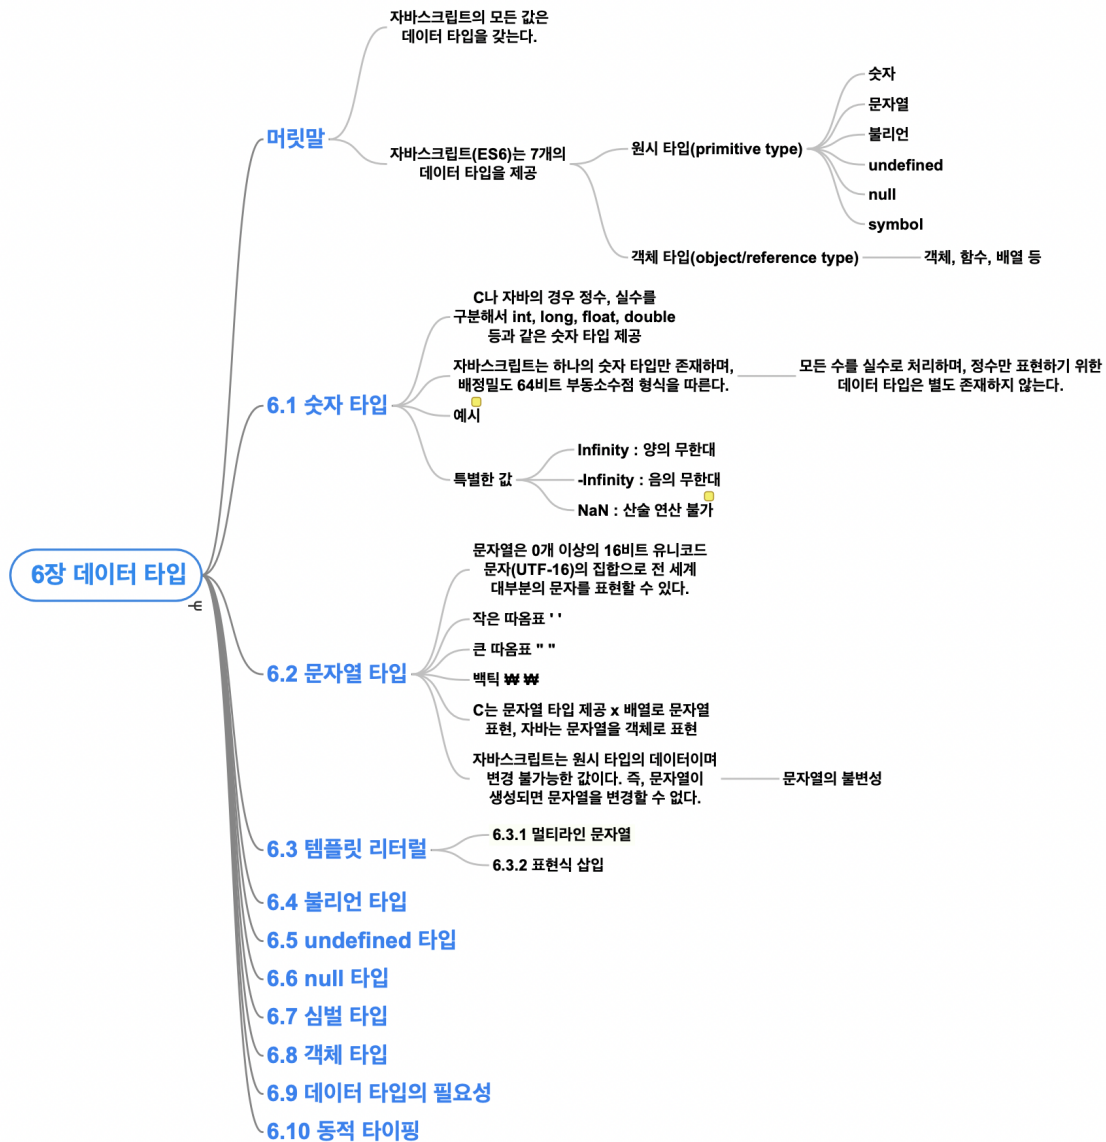 6장 데이터 타입
머릿말
자바스크립트의 모든 값은
데이터 타입을 갖는다.
자바스크립트(ES6)는 7개의
데이터 타입을 제공
원시 타입(primitive type)
숫자
문자열
불리언
undefined
null
symbol
객체 타입(object/reference type)
객체, 함수, 배열 등
6.1 숫자 타입
C나 자바의 경우 정수, 실수를
구분해서 int, long, float, double
등과 같은 숫자 타입 제공
자바스크립트는 하나의 숫자 타입만 존재하며,
배정밀도 64비트 부동소수점 형식을 따른다.
모든 수를 실수로 처리하며, 정수만 표현하기 위한
데이터 타입은 별도 존재하지 않는다.
예시
특별한 값
Infinity : 양의 무한대
-Infinity : 음의 무한대
NaN : 산술 연산 불가
6.2 문자열 타입
문자열은 0개 이상의 16비트 유니코드
문자(UTF-16)의 집합으로 전 세계
대부분의 문자를 표현할 수 있다.
작은 따옴표 ' '
큰 따옴표 " "
백틱 ₩ ₩
C는 문자열 타입 제공 x 배열로 문자열
표현, 자바는 문자열을 객체로 표현
자바스크립트는 원시 타입의 데이터이며
변경 불가능한 값이다. 즉, 문자열이
생성되면 문자열을 변경할 수 없다.
문자열의 불변성
6.3 템플릿 리터럴
6.3.1 멀티라인 문자열
6.3.2 표현식 삽입
6.4 불리언 타입
6.5 undefined 타입
6.6 null 타입
6.7 심벌 타입
6.8 객체 타입
6.9 데이터 타입의 필요성
6.10 동적 타이핑